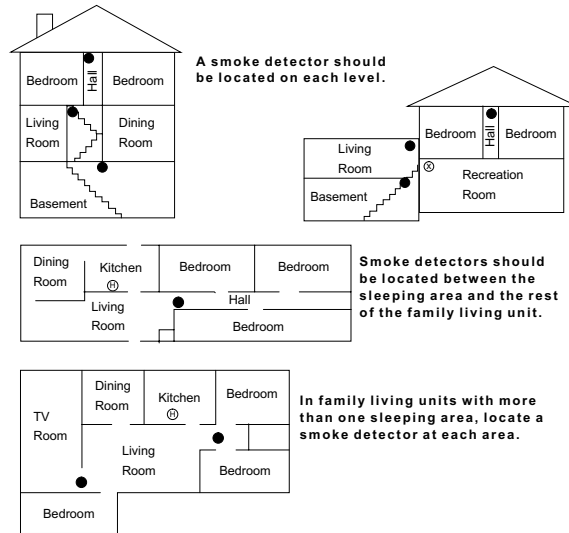 A smoke detector should
be located on each level.
Bedroom
Hall
Bedroom
Living
Room
Dining
Room
Basement
Bedroom
Hall
Bedroom
Living
Room
Basement
X
Recreation
Room
Dining
Room
Kitchen
H
Bedroom
Bedroom
Living
Room
Hall
Bedroom
Smoke detectors should
be located between the
sleeping area and the rest
of the family living unit.
TV
Room
Dining
Room
Kitchen
H
Bedroom
Living
Room
Bedroom
Bedroom
In family living units with more
than one sleeping area, locate a
smoke detector at each area.